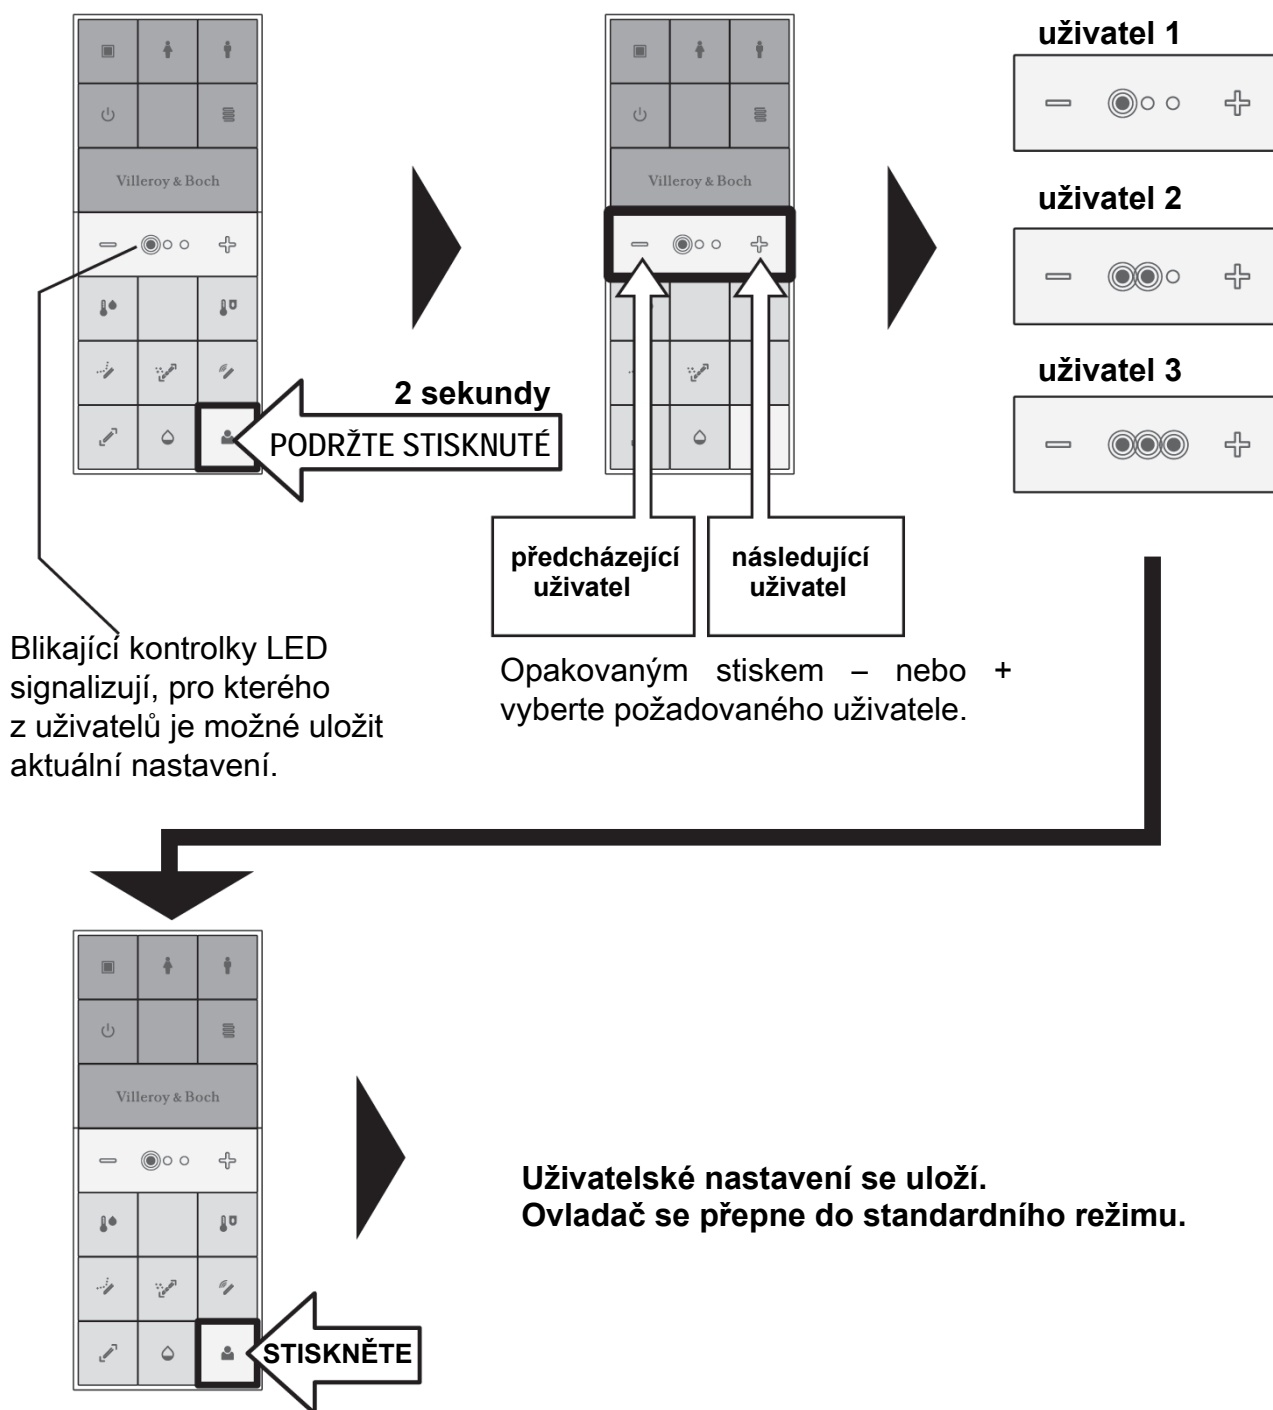 Villeroy & Boch
2 sekundy
PODRŽTE STISKNUTÉ
Blikající kontrolky LED
signalizují, pro kterého
z uživatelů je možné uložit
aktuální nastavení.
Villeroy & Boch
předcházející
uživatel
následující
uživatel
Opakovaným stiskem – nebo +
vyberte požadovaného uživatele.
uživatel 1
uživatel 2
uživatel 3
Villeroy & Boch
STISKNĚTE
Uživatelské nastavení se uloží.
Ovladač se přepne do standardního režimu.